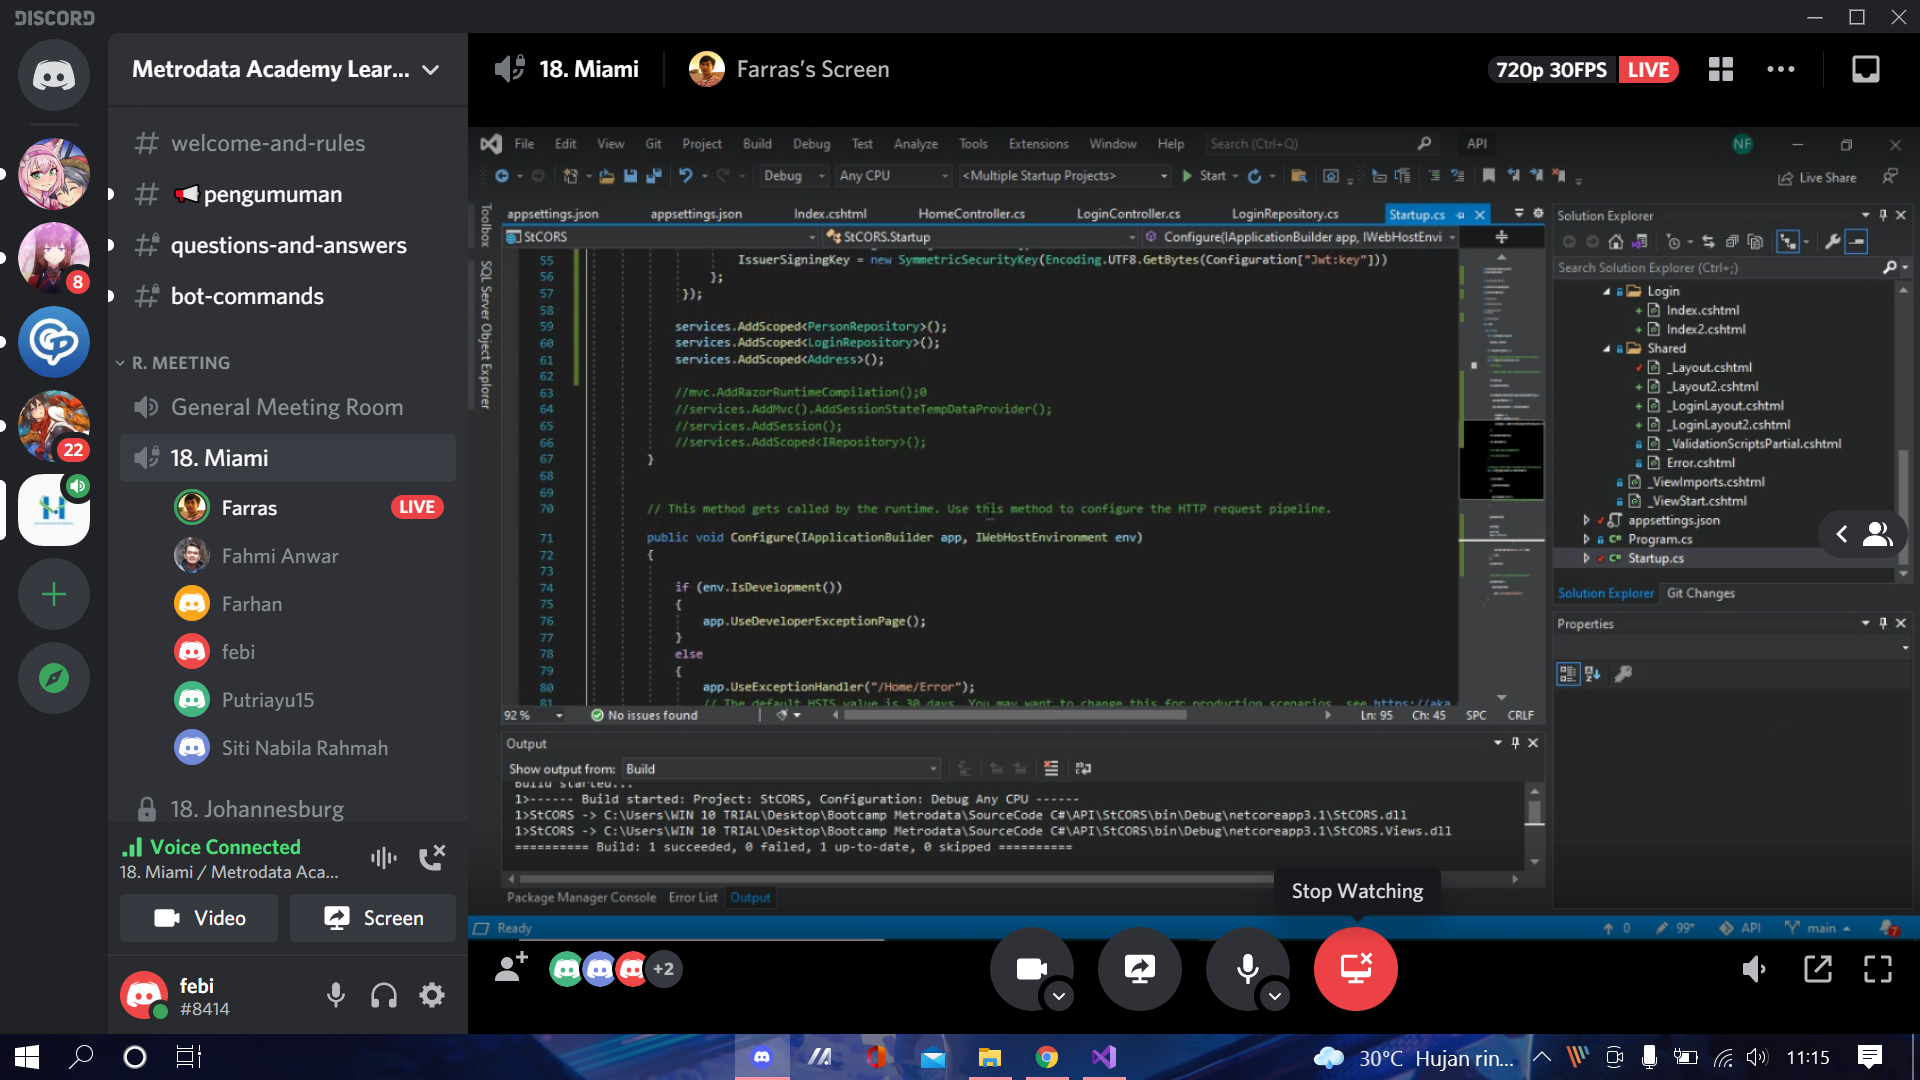 DISCORD
Metrodata Academy Lear...
welcome-and-rules
pengumuman
questions-and-answers
bot-commands
R. MEETING
General Meeting Room
18. Miami
Farras
LIVE
Fahmi Anwar
Farhan
febi
Putriayu15
Siti Nabila Rahmah
18. Johannesburg
8
22
Voice Connected
18. Miami / Metrodata Aca...
Video
Screen
febi
#8414
18. Miami
Farras's Screen
720p 30FPS
LIVE
File Edit View Git Project Build Debug Test Analyze Tools Extensions Window Help
Search (Ctrl+Q)
API
NF
Debug
Any CPU
<Multiple Startup Projects>
Start
Live Share
Toolbox
SQL Server Object Explorer
appsettings.json appsettings.json Index.cshtml HomeController.cs LoginController.cs LoginRepository.cs Startup.cs
StCORS
StCORS.Startup
Configure(IApplicationBuilder app, IWebHostEnvi
55 IssuerSigningKey = new SymmetricSecurityKey(Encoding.UTF8.GetBytes(Configuration["Jwt:key"]))
56 };
57 });
58
59 services.AddScoped<PersonRepository>();
60 services.AddScoped<LoginRepository>();
61 services.AddScoped<Address>();
62
63 //mvc.AddRazorRuntimeCompilation();0
64 //services.AddMvc().AddSessionStateTempDataProvider();
65 //services.AddSession();
66 //services.AddScoped<IRepository>();
67 }
68
69
70 // This method gets called by the runtime. Use this method to configure the HTTP request pipeline.
71 public void Configure(IApplicationBuilder app, IWebHostEnvironment env)
72 {
73
74 if (env.IsDevelopment())
75 {
76 app.UseDeveloperExceptionPage();
77 }
78 else
79 {
80 app.UseExceptionHandler("/Home/Error");
81 // The default HSTS value is 30 days. You may want to change this for production scenarios, see https://aka
92 %
No issues found
Ln: 95 Ch: 45 SPC CRLF
Output
Show output from: Build
Build started...
1>------ Build started: Project: StCORS, Configuration: Debug Any CPU ------
1>StCORS -> C:\Users\WIN 10 TRIAL\Desktop\Bootcamp Metrodata\SourceCode C#\API\StCORS\bin\Debug\netcoreapp3.1\StCORS.dll
1>StCORS -> C:\Users\WIN 10 TRIAL\Desktop\Bootcamp Metrodata\SourceCode C#\API\StCORS\bin\Debug\netcoreapp3.1\StCORS.Views.dll
========== Build: 1 succeeded, 0 failed, 1 up-to-date, 0 skipped ==========
Package Manager Console Error List Output
Ready
Solution Explorer
Search Solution Explorer (Ctrl+;)
Login
Index.cshtml
Index2.cshtml
Shared
_Layout.cshtml
_Layout2.cshtml
_LoginLayout.cshtml
_LoginLayout2.cshtml
_ValidationScriptsPartial.cshtml
Error.cshtml
_ViewImports.cshtml
_ViewStart.cshtml
appsettings.json
C# Program.cs
C# Startup.cs
Solution Explorer Git Changes
Properties
0 99* API main 7
Stop Watching
+2
30°C Hujan rin...
11:15